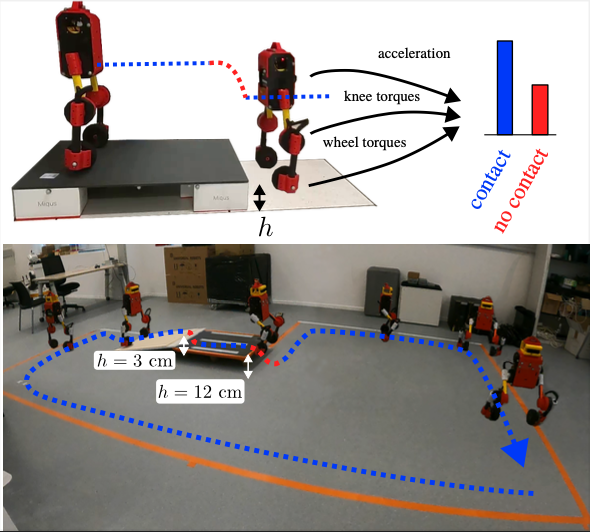 acceleration
knee torques
wheel torques
contact
no contact
Miqus
Miqus
h
h = 3 cm
h = 12 cm